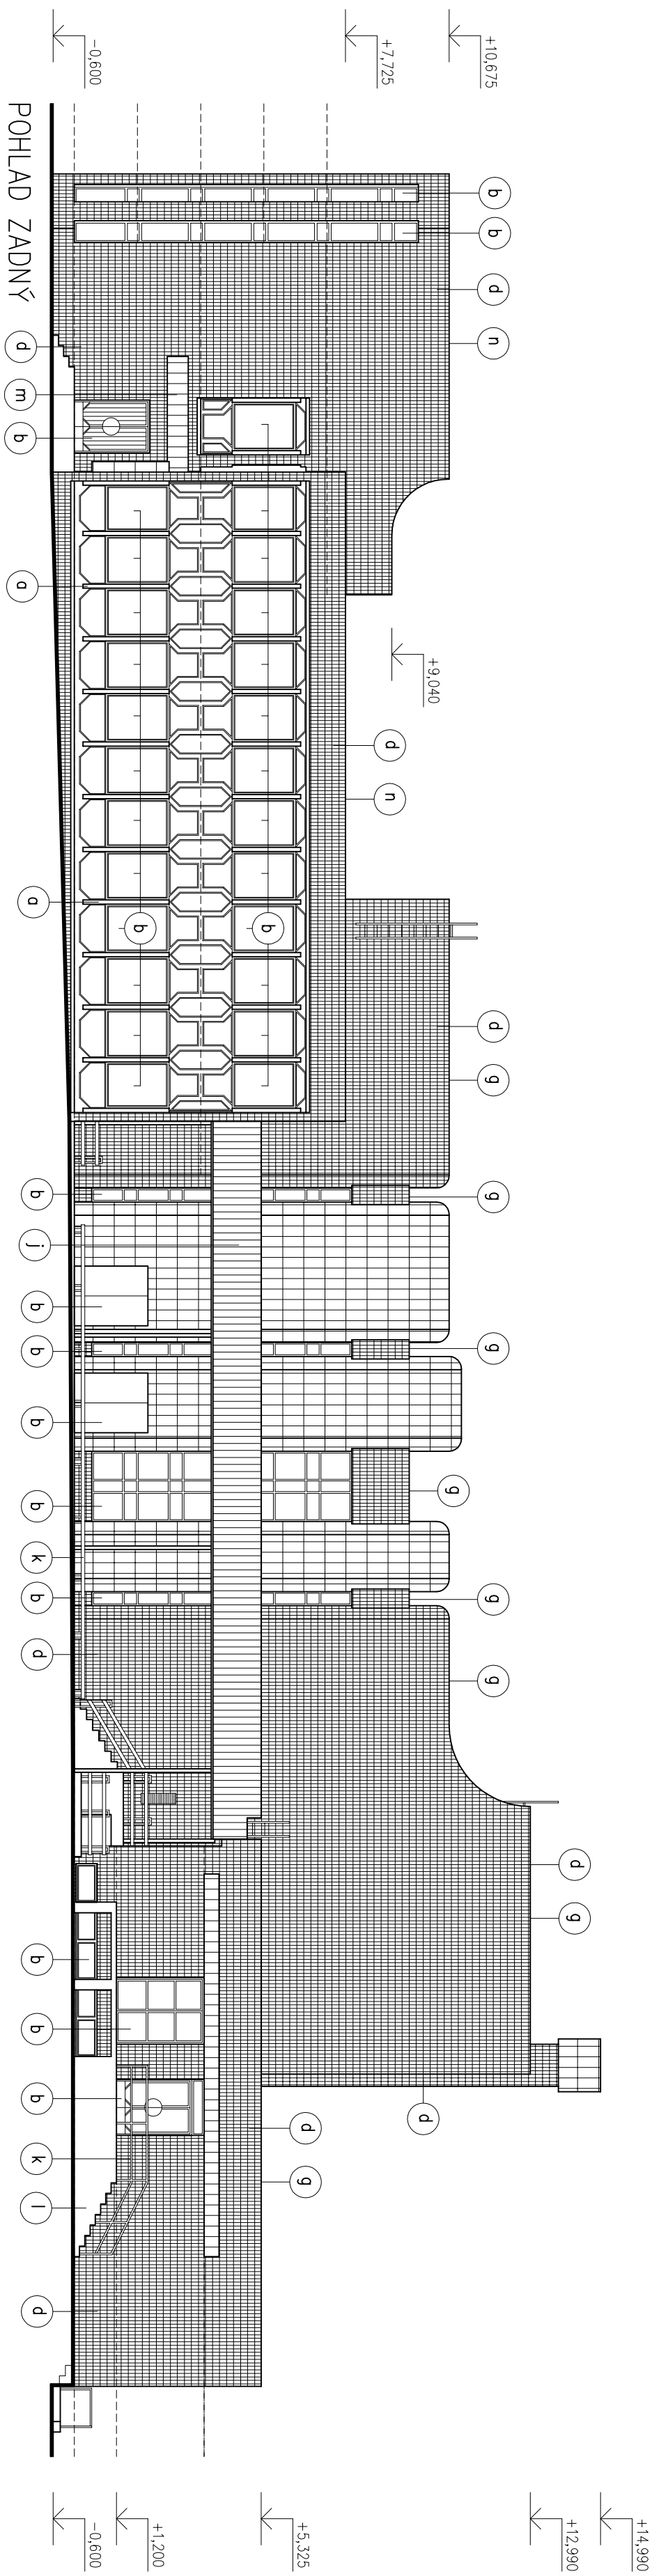 +14,990
+12,990
d g
+10,675
b b d n d g g g g g
g
+9,040
d
d n
+7,725
d g
+5,325
b
b
+1,200
-0,600
-0,600
d m b a a b j b b b b k b d b b b k l d
POHLAD ZADNÝ